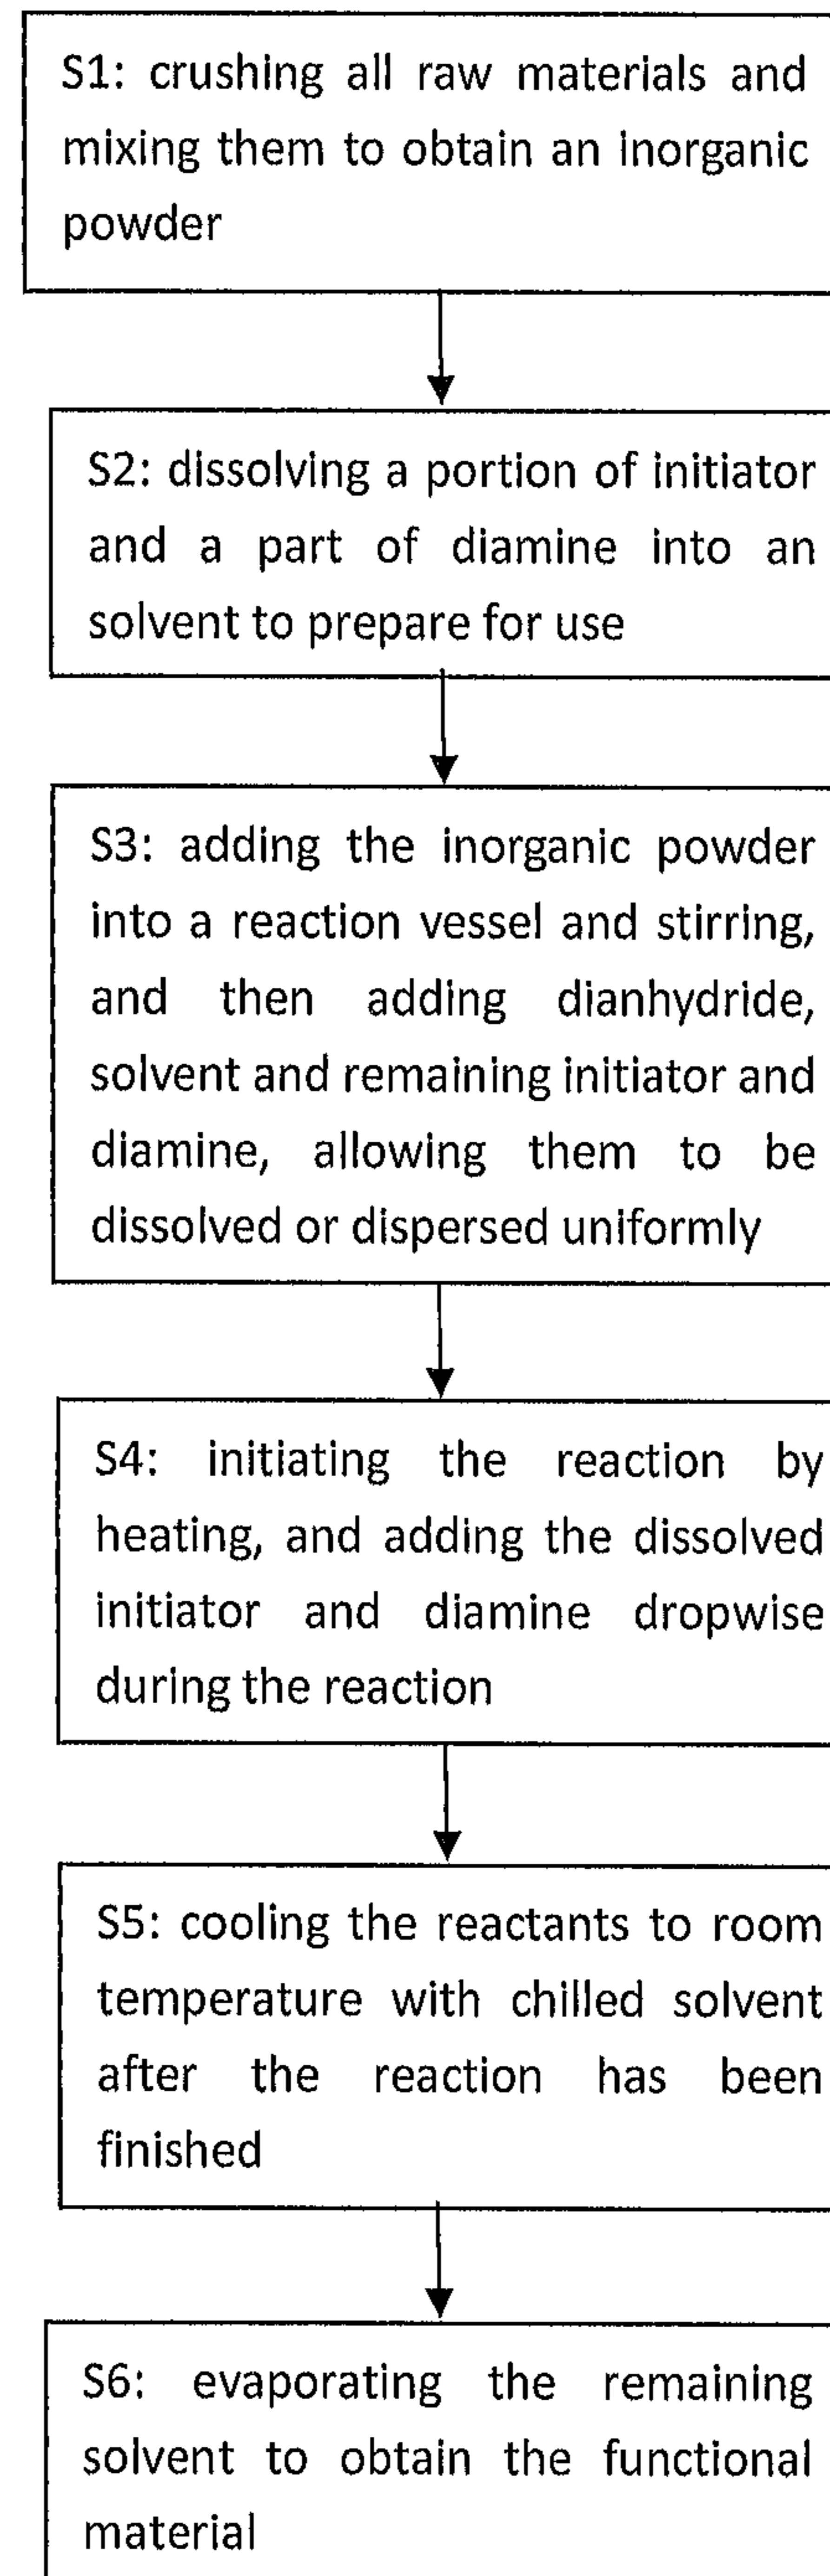 S1: crushing all raw materials and
mixing them to obtain an inorganic
powder
S2: dissolving a portion of initiator
and a part of diamine into an
solvent to prepare for use
S3: adding the inorganic powder
into a reaction vessel and stirring,
and then adding dianhydride,
solvent and remaining initiator and
diamine, allowing them to be
dissolved or dispersed uniformly
S4: initiating the reaction by
heating, and adding the dissolved
initiator and diamine dropwise
during the reaction
S5: cooling the reactants to room
temperature with chilled solvent
after the reaction has been
finished
S6: evaporating the remaining
solvent to obtain the functional
material